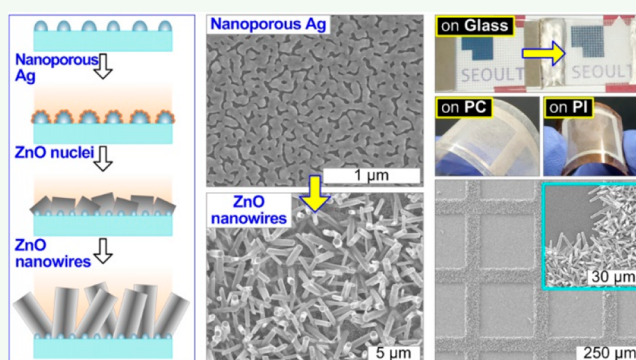 Nanoporous
Ag
ZnO nuclei
ZnO
nanowires
Nanoporous Ag
1 µm
ZnO
nanowires
5 µm
on Glass
SEOULT
SEOULT
on PC
on PI
30 µm
250 µm